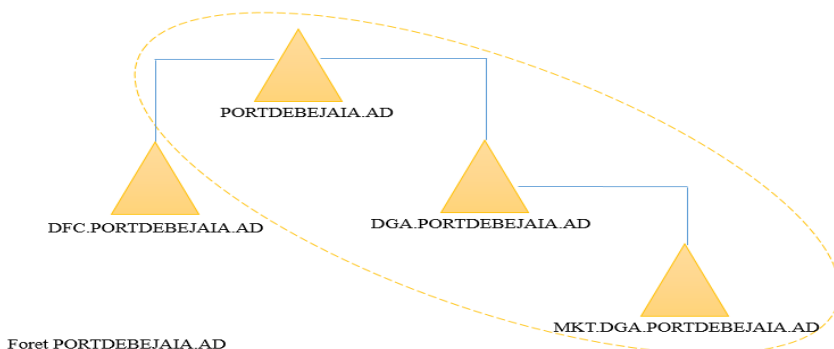 PORTDEBEJAIA.AD
DFC.PORTDEBEJAIA.AD
DGA.PORTDEBEJAIA.AD
MKT.DGA.PORTDEBEJAIA.AD
Foret PORTDEBEJAIA.AD